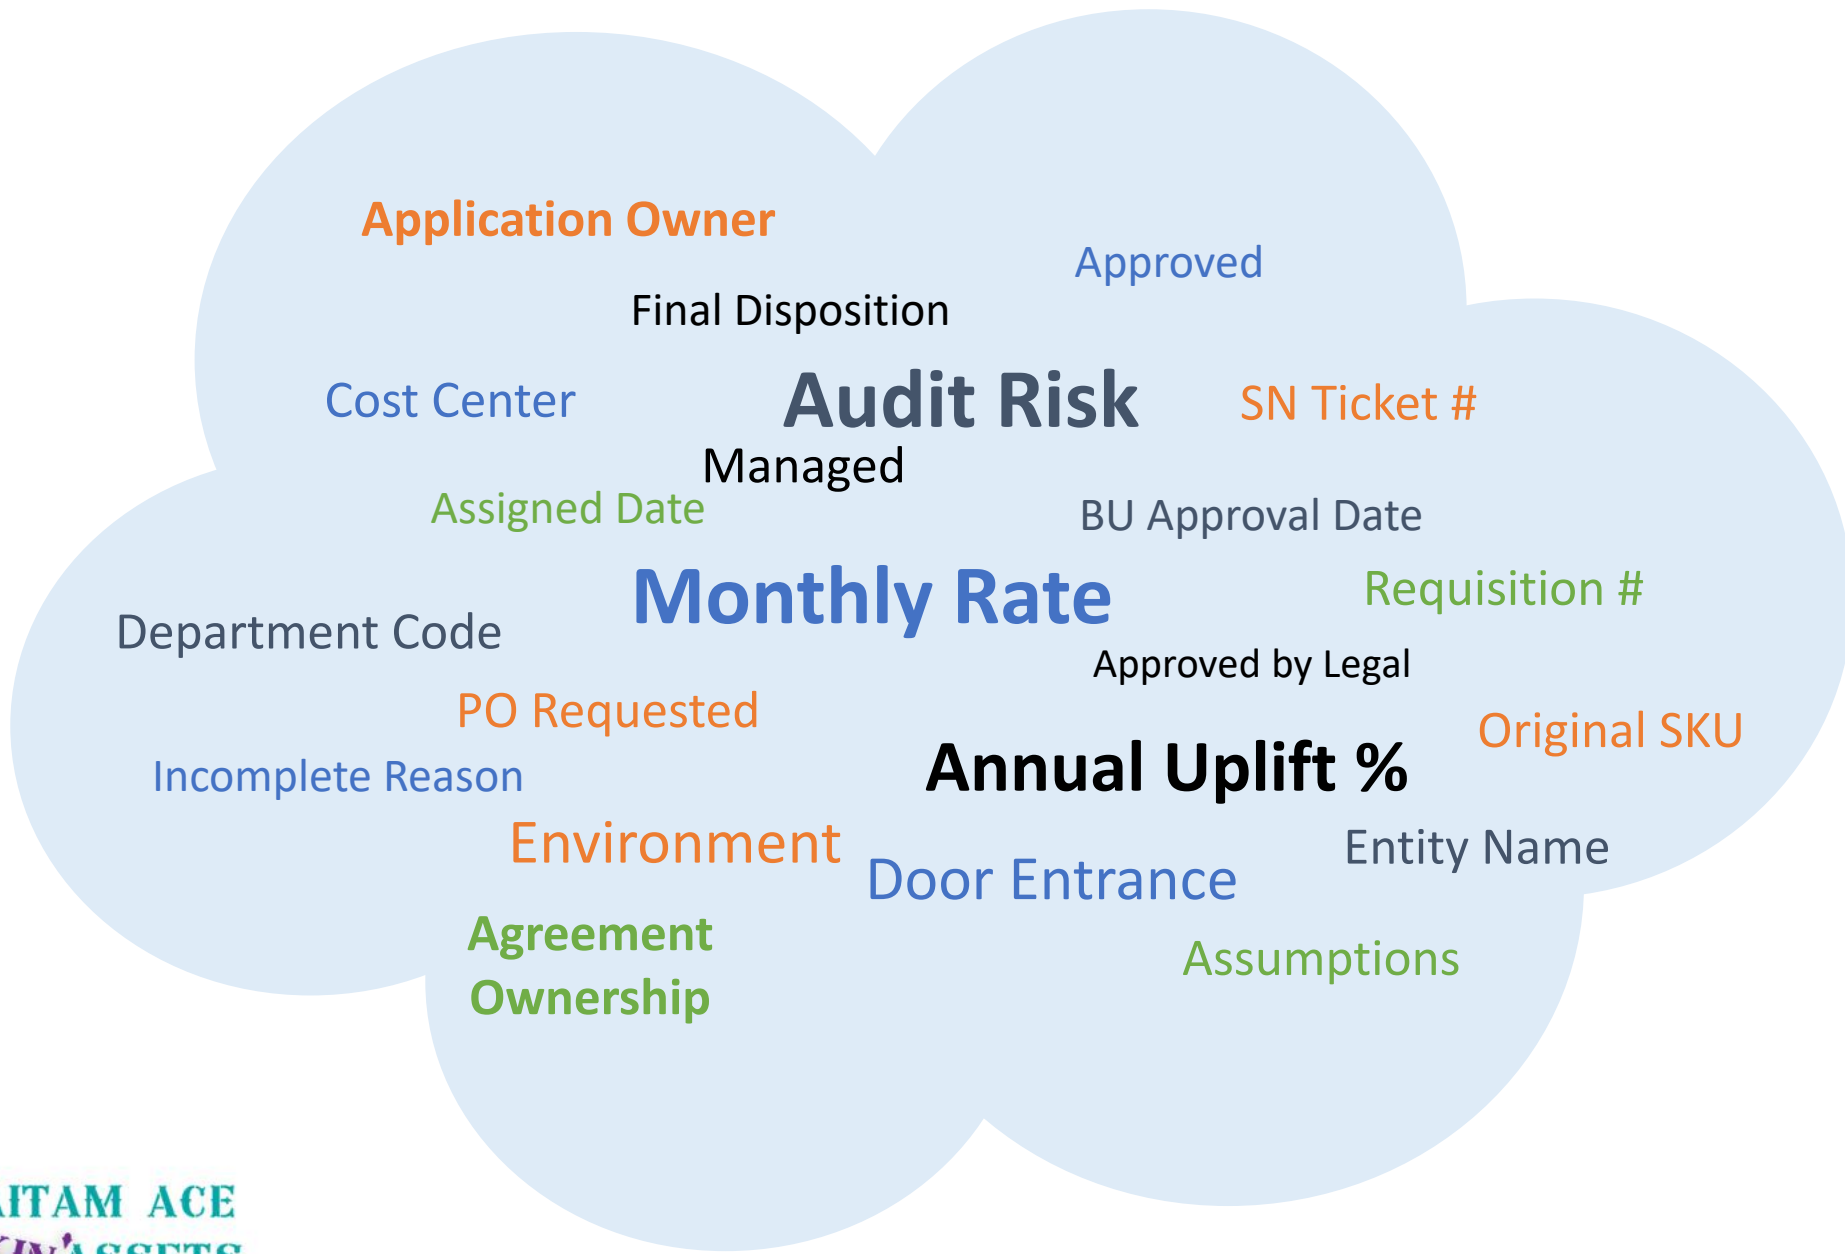 Application Owner
Approved
Final Disposition
Cost Center
Audit Risk
SN Ticket #
Managed
Assigned Date
BU Approval Date
Monthly Rate
Requisition #
Department Code
Approved by Legal
PO Requested
Original SKU
Annual Uplift %
Incomplete Reason
Environment
Entity Name
Door Entrance
Agreement
Ownership
Assumptions
ITAM ACE